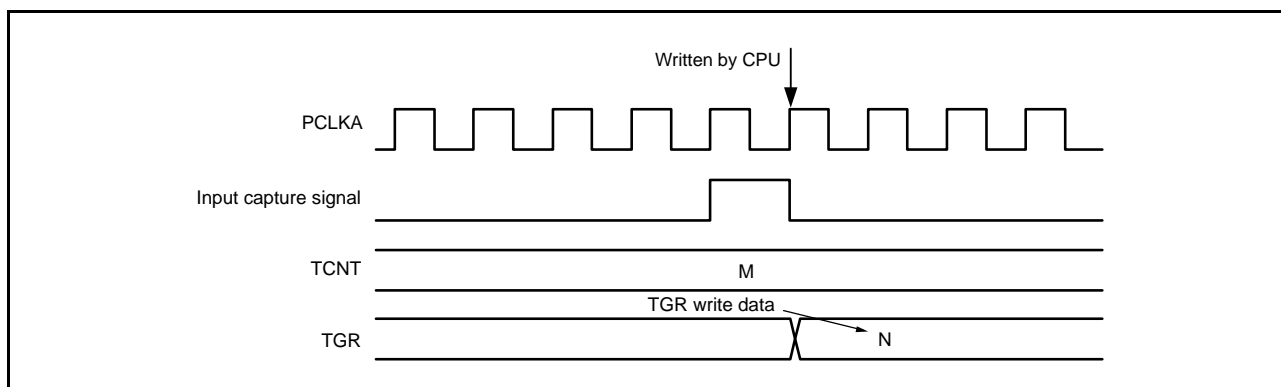 Written by CPU
PCLKA
Input capture signal
TCNT
M
TGR write data
TGR
N